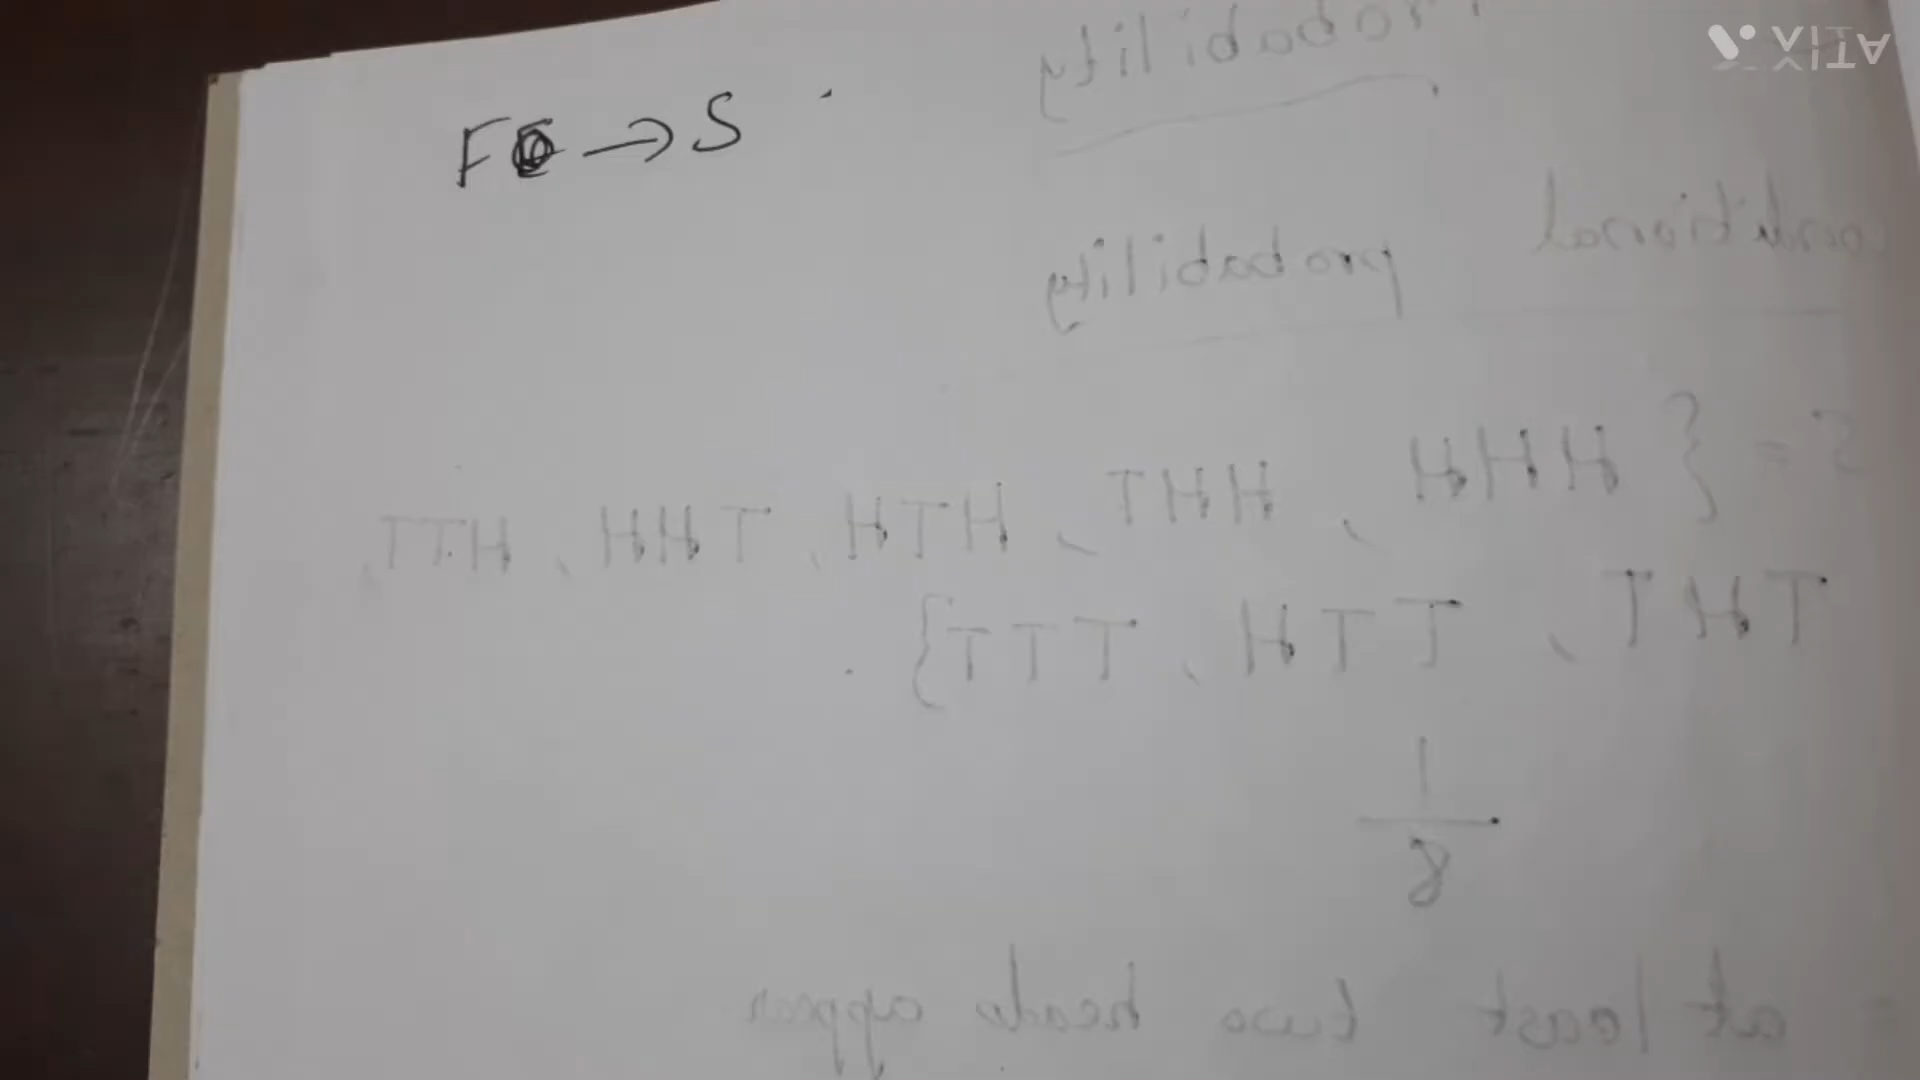 F → S
Probability
conditional probability
S = { HHH, HHT, HTH, THH, HTT,
THT, TTH, TTT}.
1
8
= at least two heads appear
VITA